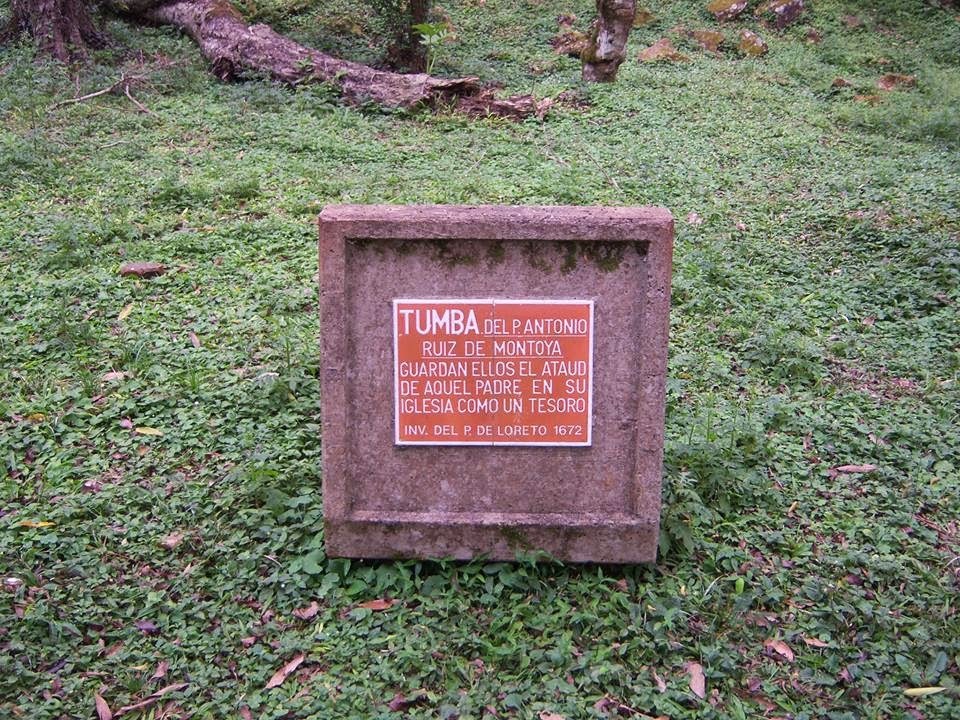 TUMBA DEL P. ANTONIO
RUIZ DE MONTOYA
GUARDAN ELLOS EL ATAUD
DE AQUEL PADRE, EN SU
IGLESIA COMO UN TESORO
INV. DEL P. DE LORETO 1672